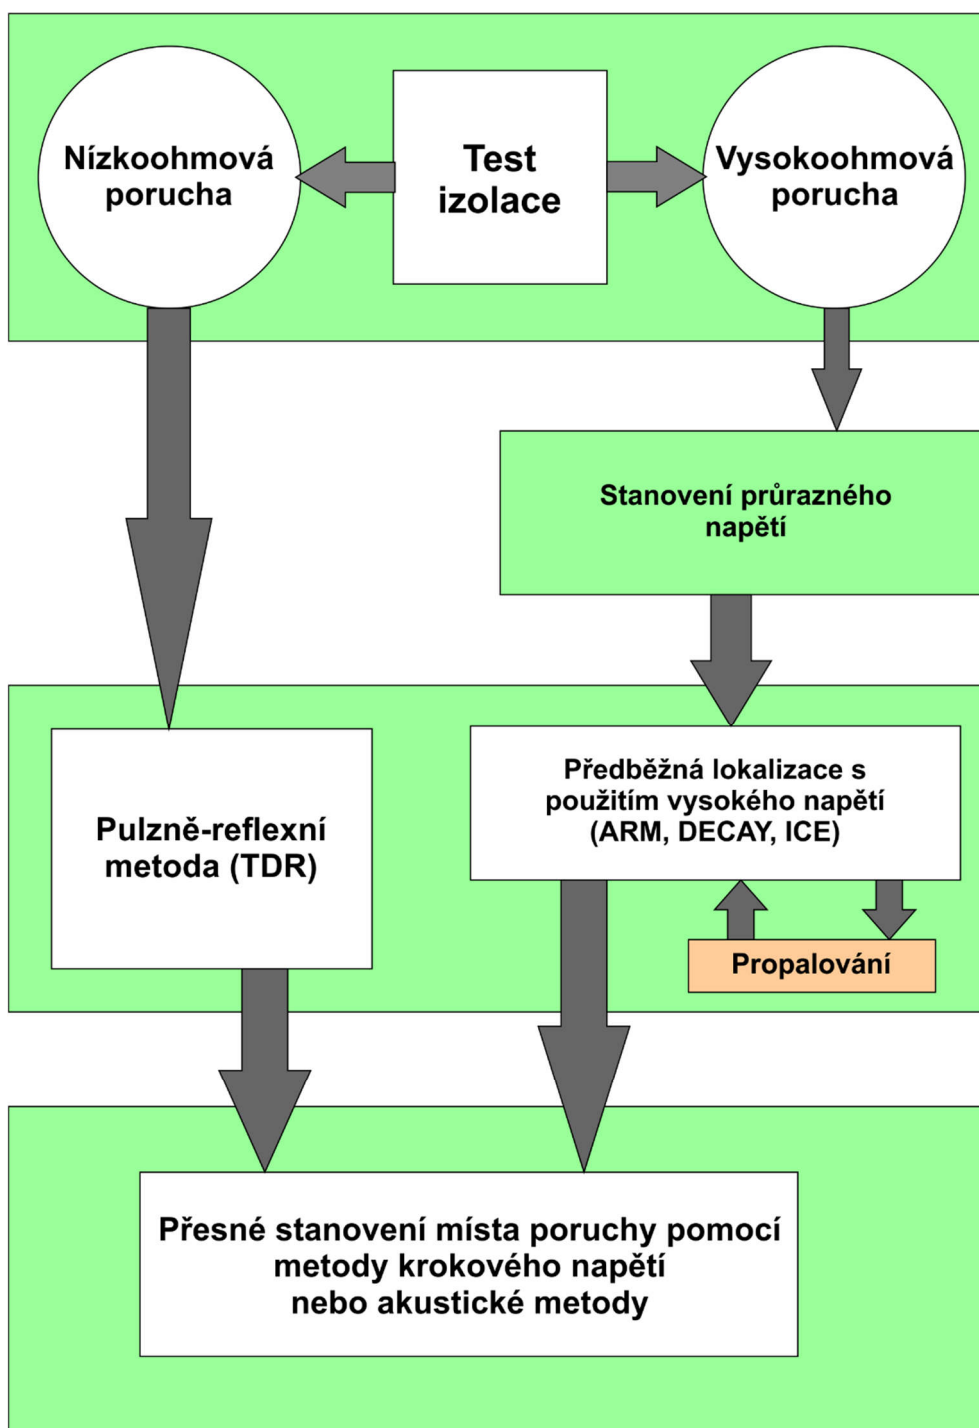 Nízkoohmová
porucha
Test
izolace
Vysokoohmová
porucha
Stanovení průrazného
napětí
Pulzně-reflexní
metoda (TDR)
Předběžná lokalizace s
použitím vysokého napětí
(ARM, DECAY, ICE)
Propalování
Přesné stanovení místa poruchy pomocí
metody krokového napětí
nebo akustické metody